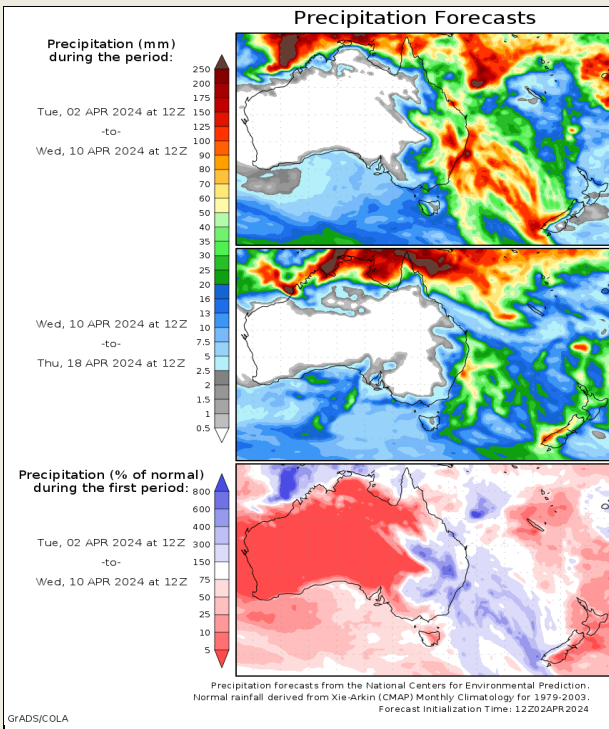 Precipitation Forecasts
Precipitation (mm)
during the period:
Tue, 02 APR 2024 at 12Z
-to-
Wed, 10 APR 2024 at 12Z
250
200
175
150
125
100
90
80
70
60
50
40
35
30
25
20
16
13
10
7.5
5
2.5
2
1.5
1
0.5
Wed, 10 APR 2024 at 12Z
-to-
Thu, 18 APR 2024 at 12Z
Precipitation (% of normal)
during the first period:
Tue, 02 APR 2024 at 12Z
-to-
Wed, 10 APR 2024 at 12Z
800
600
400
300
150
75
50
25
10
5
Precipitation forecasts from the National Centers for Environmental Prediction.
Normal rainfall derived from Xie-Arkin (CMAP) Monthly Climatology for 1979-2003.
Forecast Initialization Time: 12Z02APR2024
GrADS/COLA